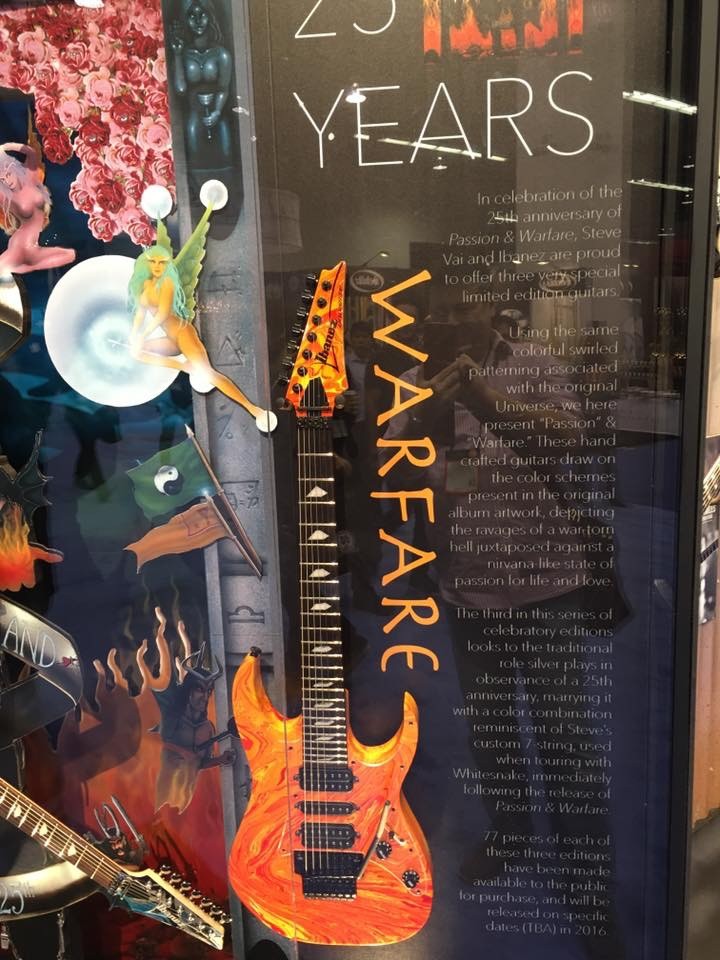 25
YEARS
In celebration of the
25th anniversary of
Passion & Warfare, Steve
Vai and Ibanez are proud
to offer three very special
limited edition guitars.
Using the same
colorful swirled
patterning associated
with the original
Universe, we here
present "Passion" &
"Warfare." These hand
crafted guitars draw on
the color schemes
present in the original
album artwork, depicting
the ravages of a war-torn
hell juxtaposed against a
nirvana like state of
passion for life and love.
The third in this series of
celebratory editions
looks to the traditional
role silver plays in
observance of a 25th
anniversary, marrying it
with a color combination
reminiscent of Steve's
custom 7-string, used
when touring with
Whitesnake, immediately
following the release of
Passion & Warfare.
77 pieces of each of
these three editions
have been made
available to the public
for purchase, and will be
released on specific
dates (TBA) in 2016.
WARFARE
Ibanez
AND
25th